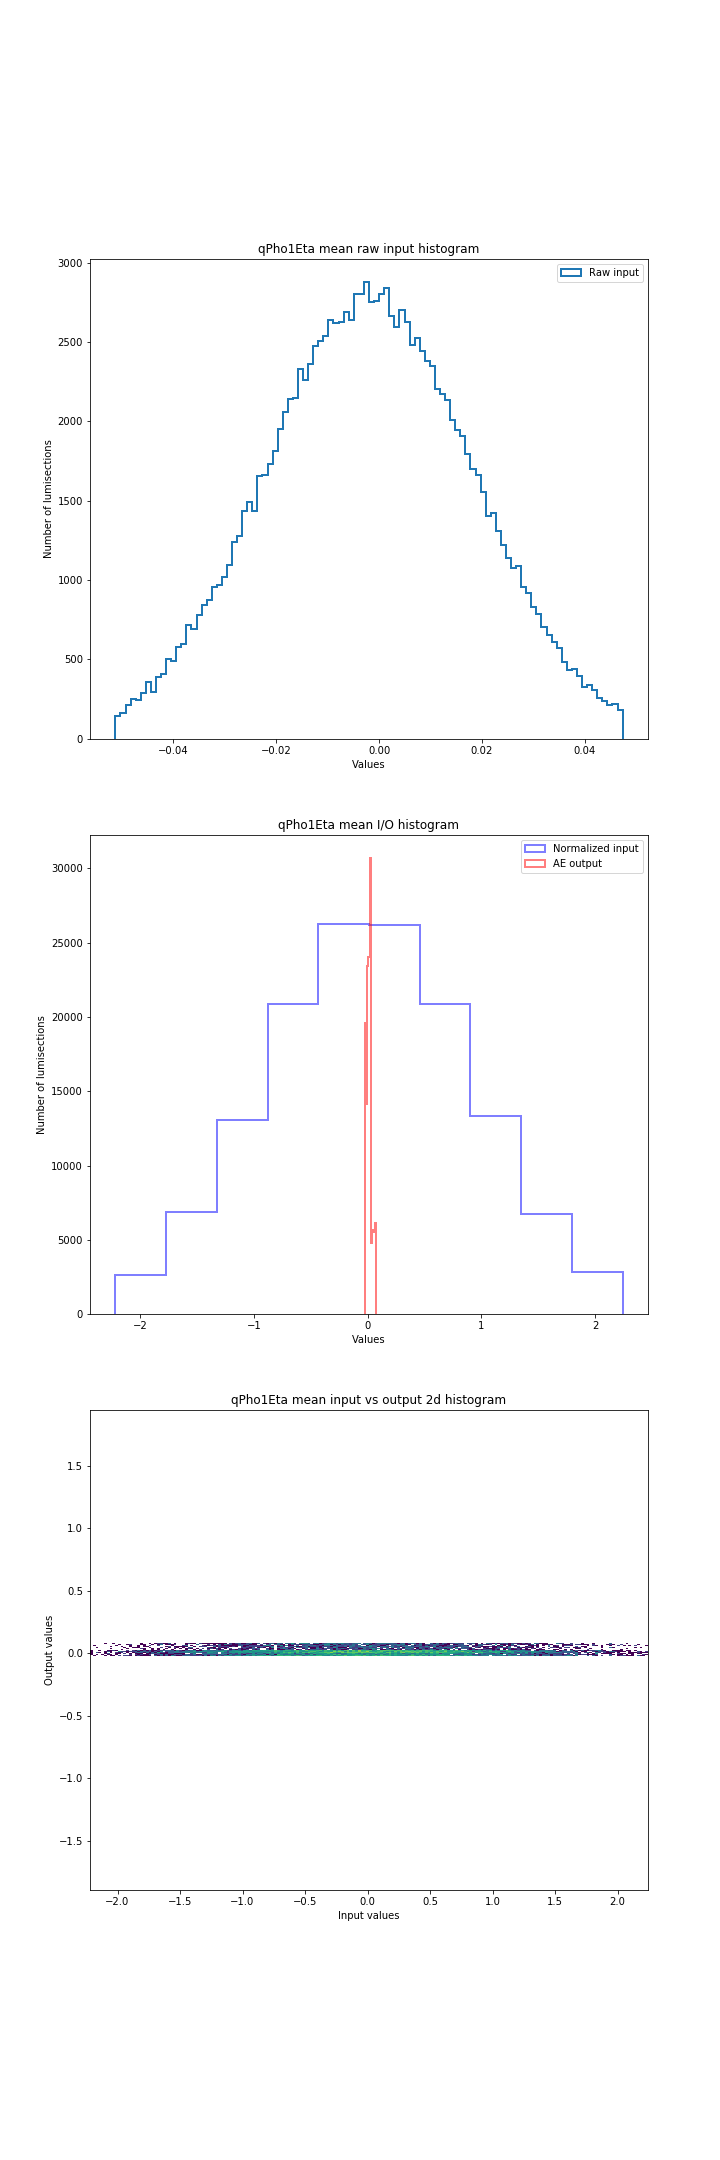 qPho1Eta mean raw input histogram
3000
2500
2000
1500
1000
500
0
Number of lumisections
Raw input
−0.04 −0.02 0.00 0.02 0.04
Values
qPho1Eta mean I/O histogram
30000
25000
20000
15000
10000
5000
0
Number of lumisections
Normalized input
AE output
−2 −1 0 1 2
Values
qPho1Eta mean input vs output 2d histogram
1.5
1.0
0.5
0.0
−0.5
−1.0
−1.5
Output values
−2.0 −1.5 −1.0 −0.5 0.0 0.5 1.0 1.5 2.0
Input values